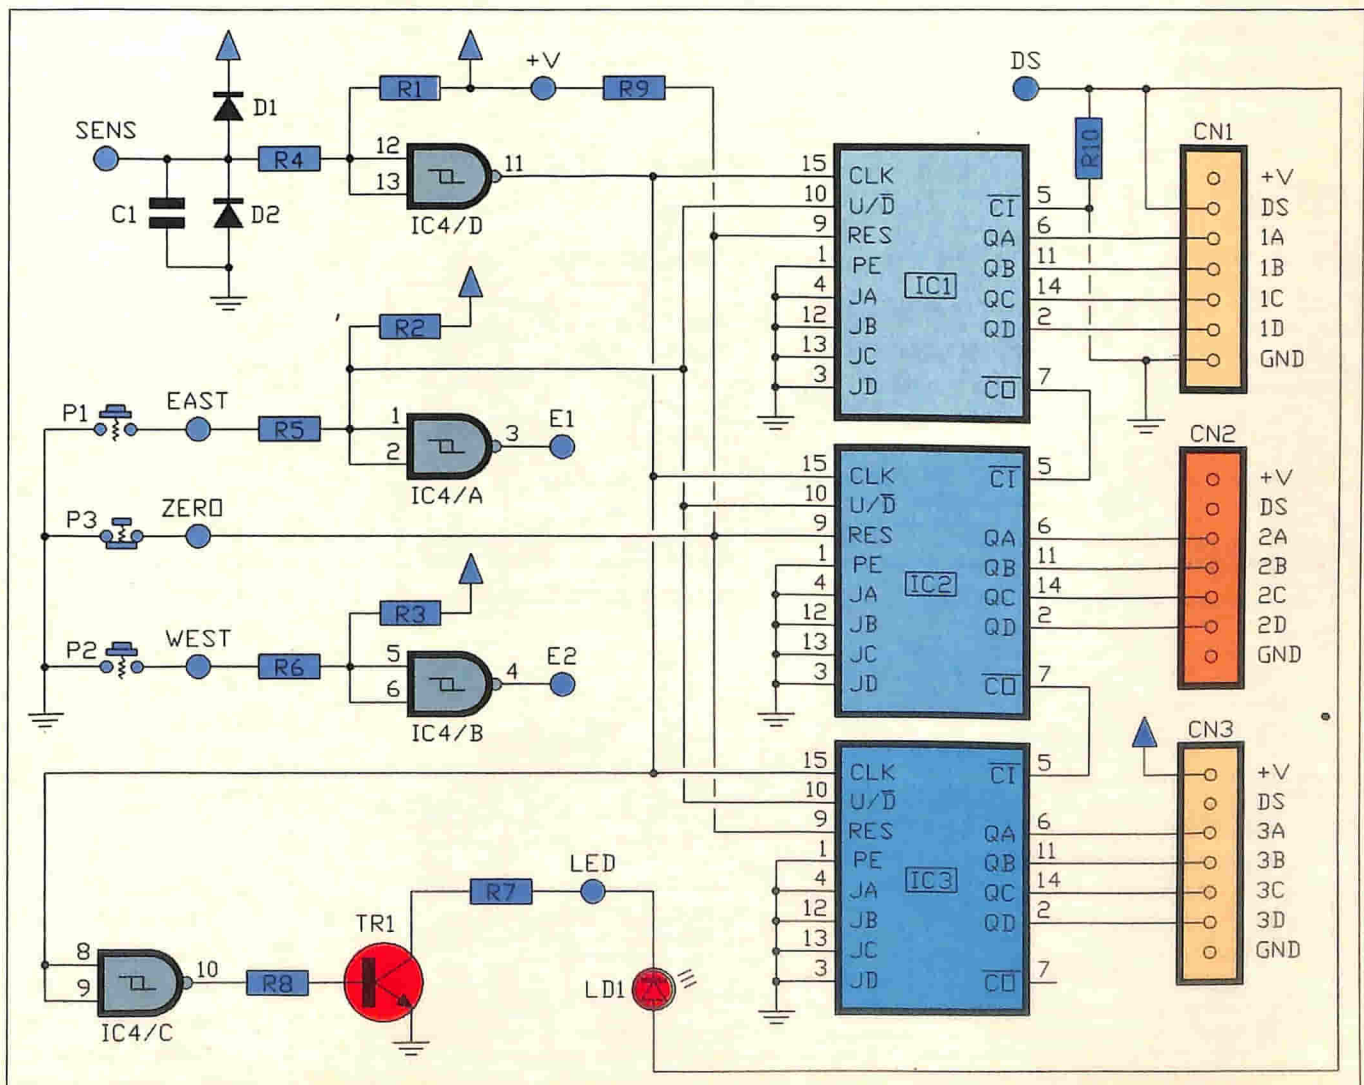 SENS
C1
D1
D2
R4
R1
+V
R9
12
13
11
IC4/D
R2
P1
EAST
R5
1
2
3
E1
IC4/A
P3
ZERO
R3
P2
WEST
R6
5
6
4
E2
IC4/B
8
9
10
IC4/C
R8
TR1
R7
LED
LD1
DS
R10
15 CLK
10 U/D̅
9 RES
1 PE
4 JA
12 JB
13 JC
3 JD
IC1
C̅I̅ 5
QA 6
QB 11
QC 14
QD 2
C̅O̅ 7
15 CLK
10 U/D̅
9 RES
1 PE
4 JA
12 JB
13 JC
3 JD
IC2
C̅I̅ 5
QA 6
QB 11
QC 14
QD 2
C̅O̅ 7
15 CLK
10 U/D̅
9 RES
1 PE
4 JA
12 JB
13 JC
3 JD
IC3
C̅I̅ 5
QA 6
QB 11
QC 14
QD 2
C̅O̅ 7
CN1
+V
DS
1A
1B
1C
1D
GND
CN2
+V
DS
2A
2B
2C
2D
GND
CN3
+V
DS
3A
3B
3C
3D
GND